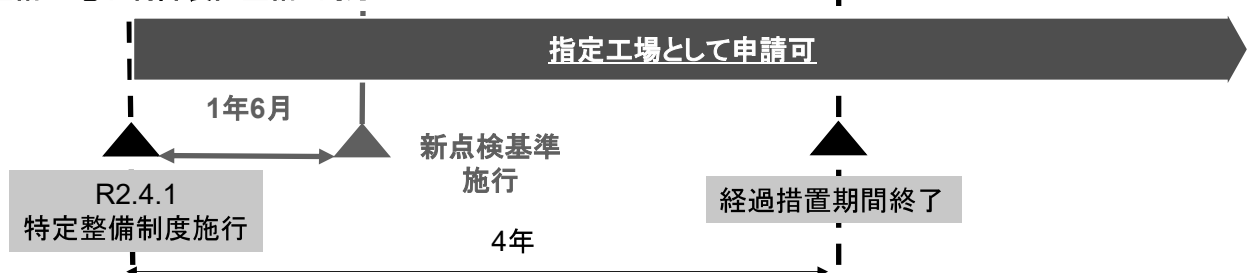 指定工場として申請可
1年6月
新点検基準
施行
R2.4.1
特定整備制度施行
経過措置期間終了
4年